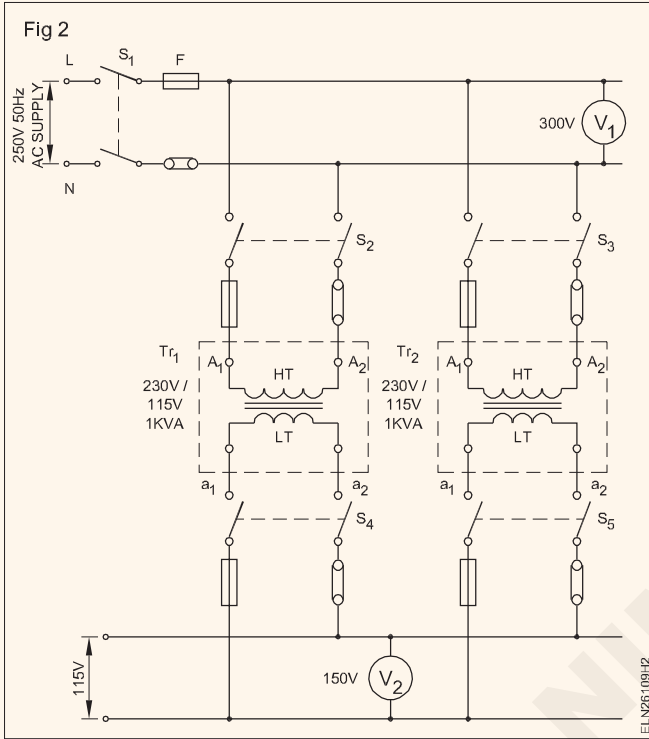 Fig 2
L
S1
F
250V 50Hz
AC SUPPLY
N
300V
V1
S2
S3
Tr1
230V /
115V
1KVA
A1
A2
HT
LT
Tr2
230V /
115V
1KVA
A1
A2
HT
LT
a1
a2
S4
a1
a2
S5
115V
150V
V2
ELN26109H2